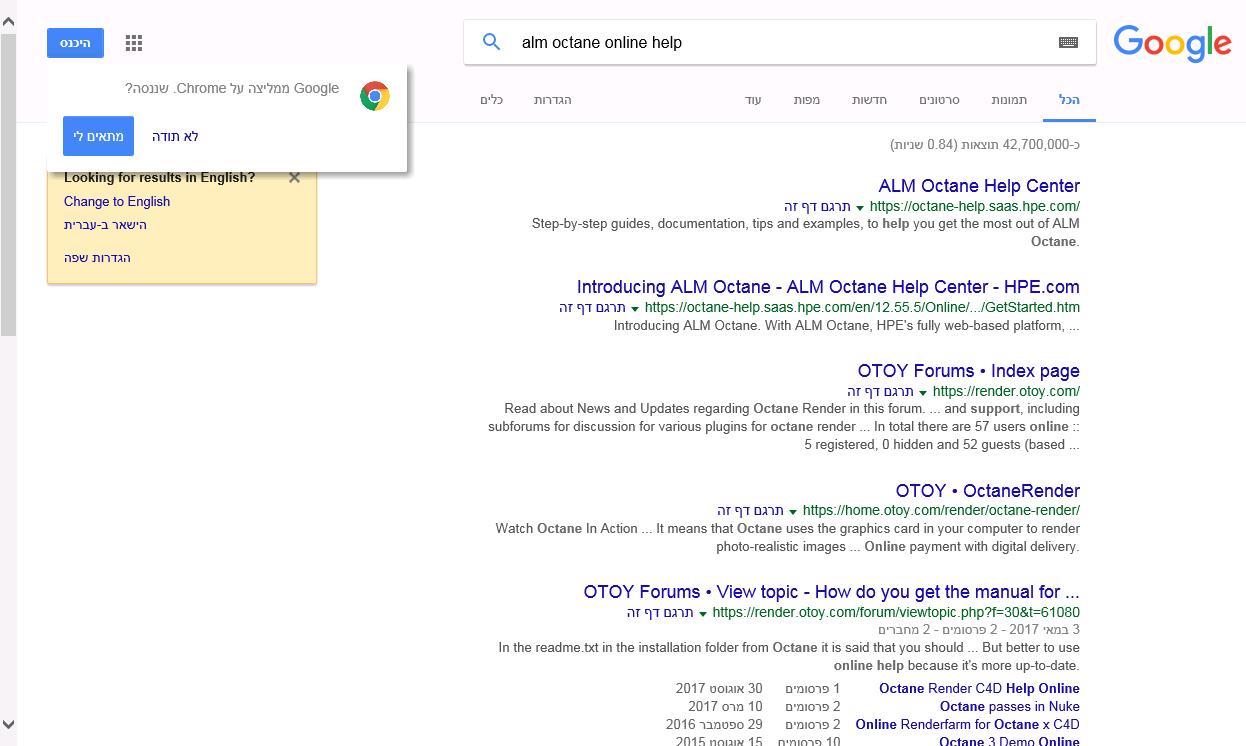 Google
alm octane online help
היכנס
Google ממליצה על Chrome. שננסה?
לא תודה
מתאים לי
הכל
תמונות
סרטונים
חדשות
מפות
עוד
הגדרות
כלים
כ-42,700,000 תוצאות (0.84 שניות)
Looking for results in English?
Change to English
הישאר ב-עברית
הגדרות שפה
ALM Octane Help Center
https://octane-help.saas.hpe.com/ תרגם דף זה
Step-by-step guides, documentation, tips and examples, to help you get the most out of ALM
Octane.
Introducing ALM Octane - ALM Octane Help Center - HPE.com
https://octane-help.saas.hpe.com/en/12.55.5/Online/.../GetStarted.htm תרגם דף זה
Introducing ALM Octane. With ALM Octane, HPE's fully web-based platform, ...
OTOY Forums • Index page
https://render.otoy.com/ תרגם דף זה
Read about News and Updates regarding Octane Render in this forum. ... and support, including
subforums for discussion for various plugins for octane render ... In total there are 57 users online ::
5 registered, 0 hidden and 52 guests (based ...
OTOY • OctaneRender
https://home.otoy.com/render/octane-render/ תרגם דף זה
Watch Octane In Action ... It means that Octane uses the graphics card in your computer to render
photo-realistic images ... Online payment with digital delivery.
OTOY Forums • View topic - How do you get the manual for ...
https://render.otoy.com/forum/viewtopic.php?f=30&t=61080 תרגם דף זה
3 במאי 2017 - 2 פרסומים - 2 מחברים
In the readme.txt in the installation folder from Octane it is said that you should ... But better to use
online help because it's more up-to-date.
Octane Render C4D Help Online 1 פרסומים 30 אוגוסט 2017
Octane passes in Nuke 2 פרסומים 10 מרס 2017
Online Renderfarm for Octane x C4D 2 פרסומים 29 ספטמבר 2016
Octane 3 Demo Online 10 פרסומים 15 אוגוסט 2015